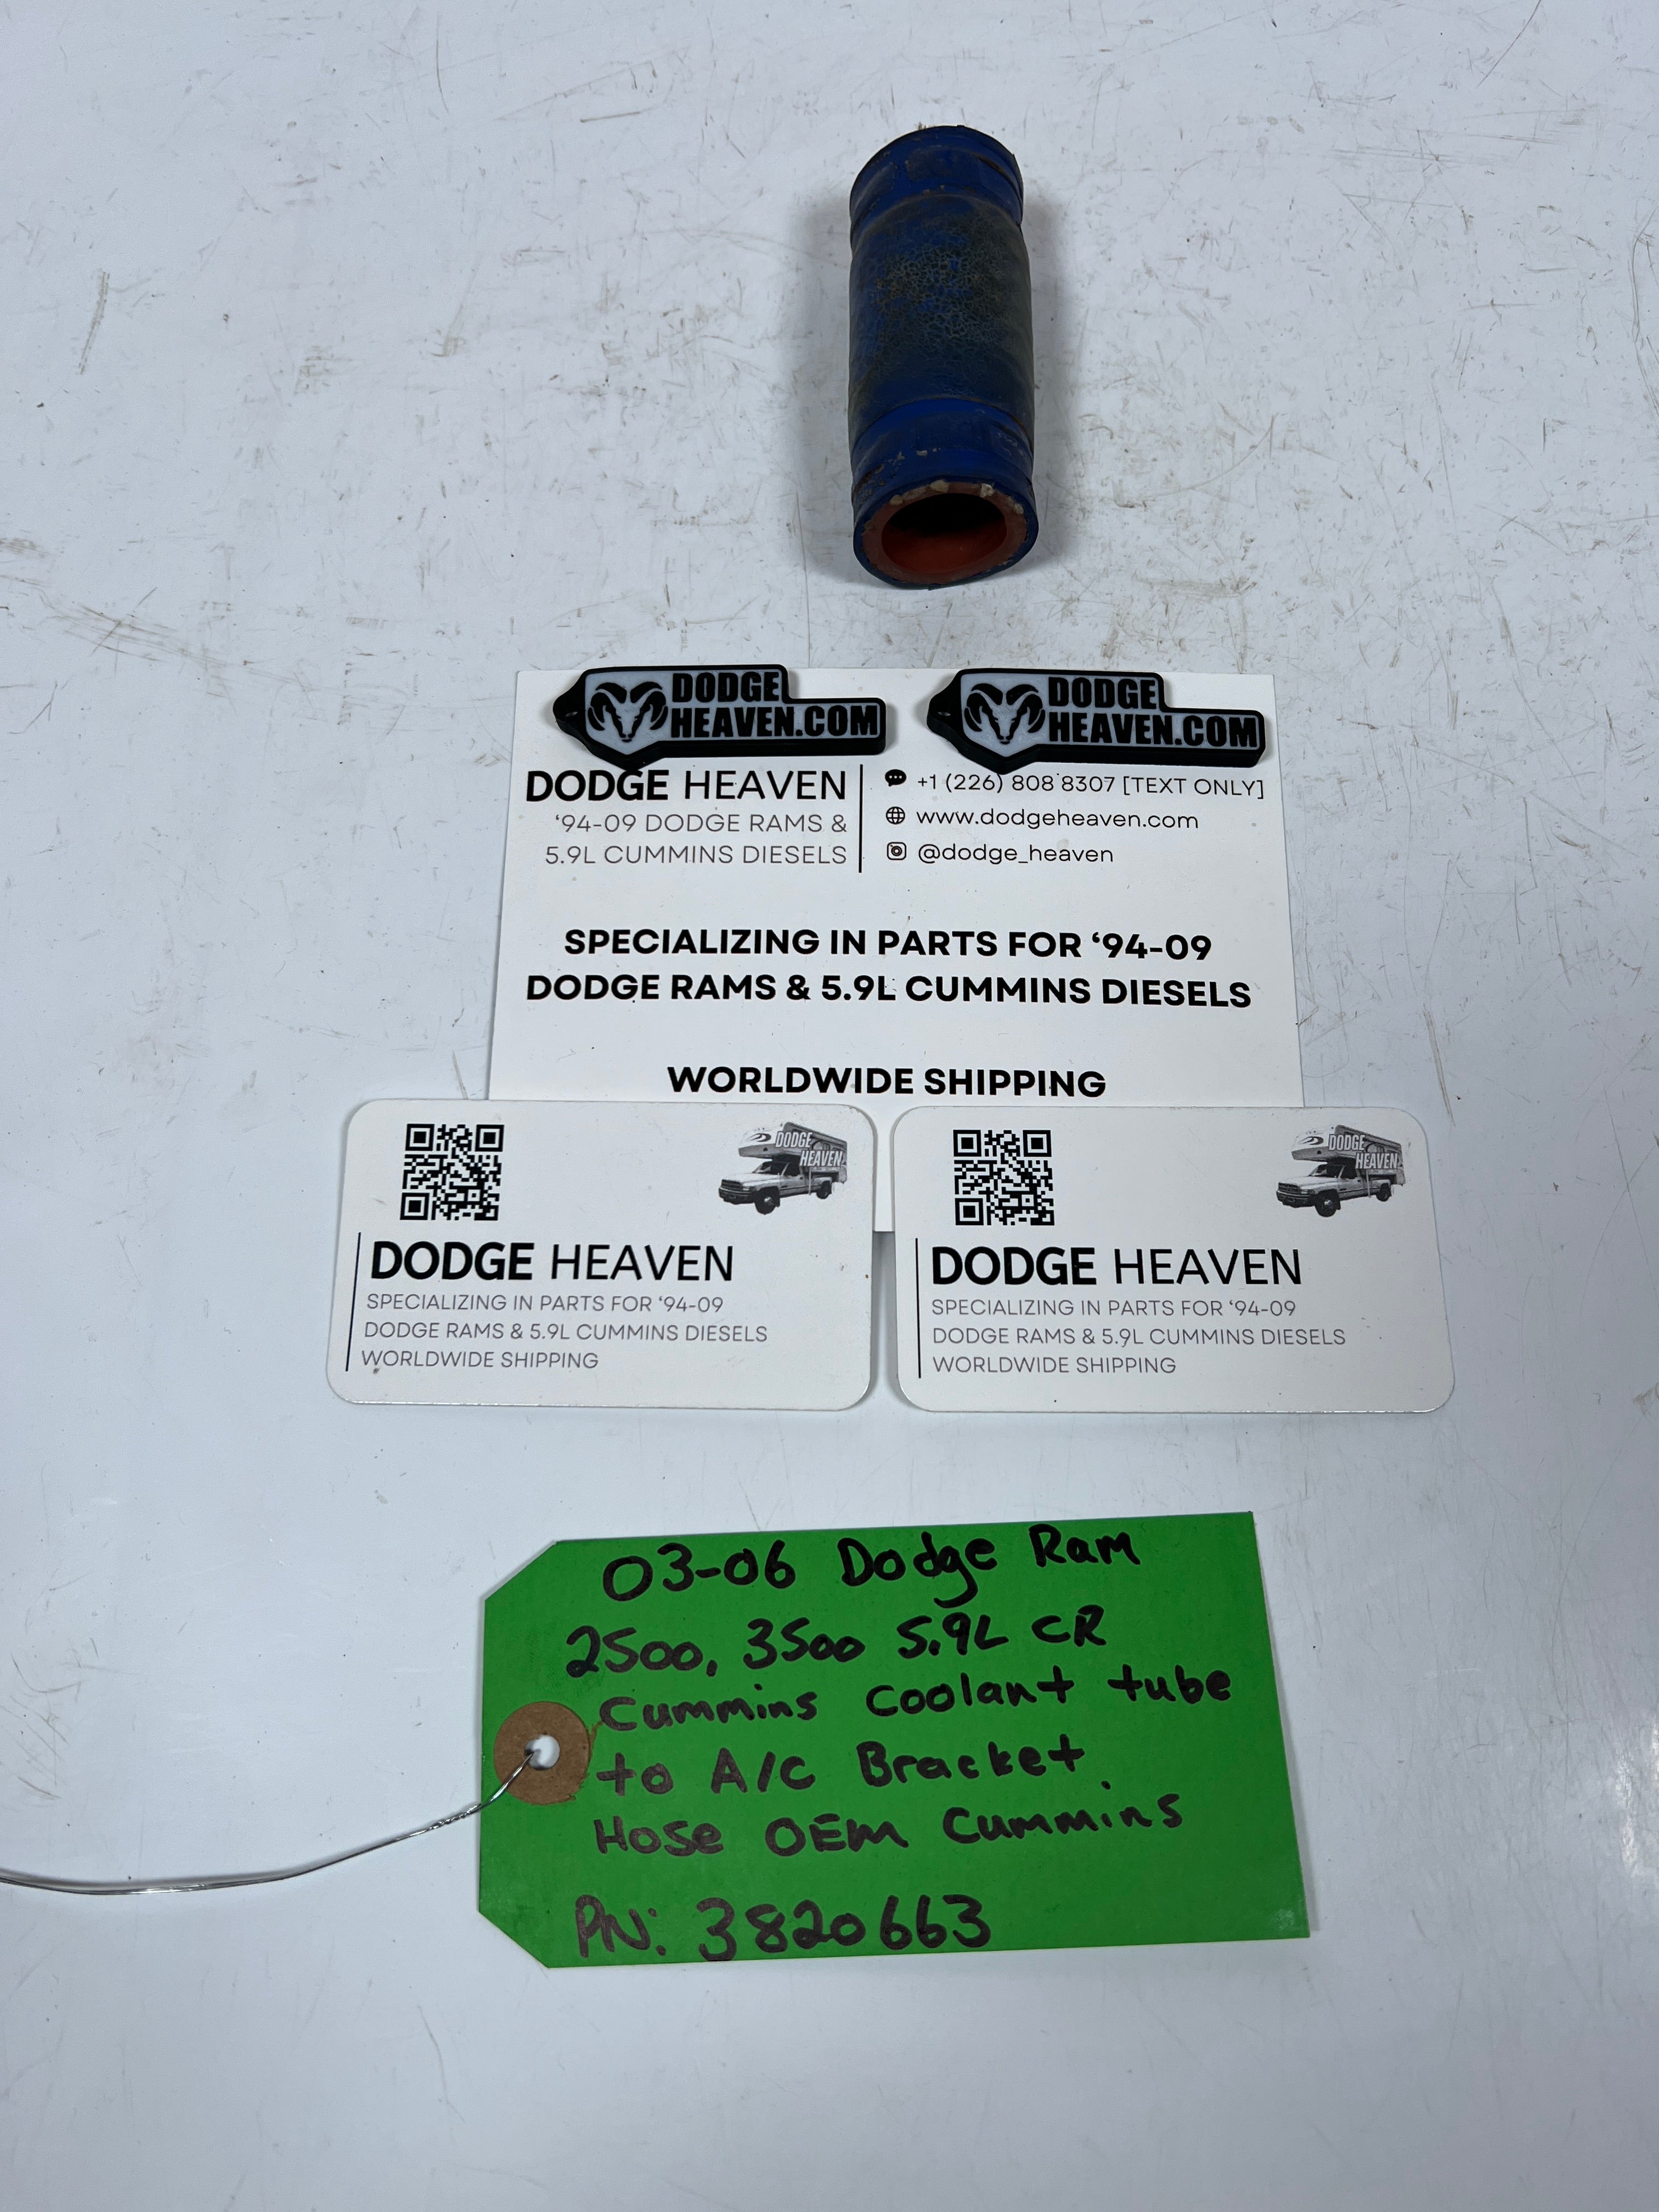 DODGE
HEAVEN.COM
DODGE
HEAVEN.COM
DODGE HEAVEN
‘94-09 DODGE RAMS &
5.9L CUMMINS DIESELS
+1 (226) 808 8307 [TEXT ONLY]
www.dodgeheaven.com
@dodge_heaven
SPECIALIZING IN PARTS FOR ‘94-09
DODGE RAMS & 5.9L CUMMINS DIESELS
WORLDWIDE SHIPPING
DODGE
HEAVEN
DODGE HEAVEN
SPECIALIZING IN PARTS FOR ‘94-09
DODGE RAMS & 5.9L CUMMINS DIESELS
WORLDWIDE SHIPPING
DODGE
HEAVEN
DODGE HEAVEN
SPECIALIZING IN PARTS FOR ‘94-09
DODGE RAMS & 5.9L CUMMINS DIESELS
WORLDWIDE SHIPPING
03-06 Dodge Ram
2500, 3500 5.9L CR
Cummins Coolant tube
to A/C Bracket
Hose OEM Cummins
PN: 3820663